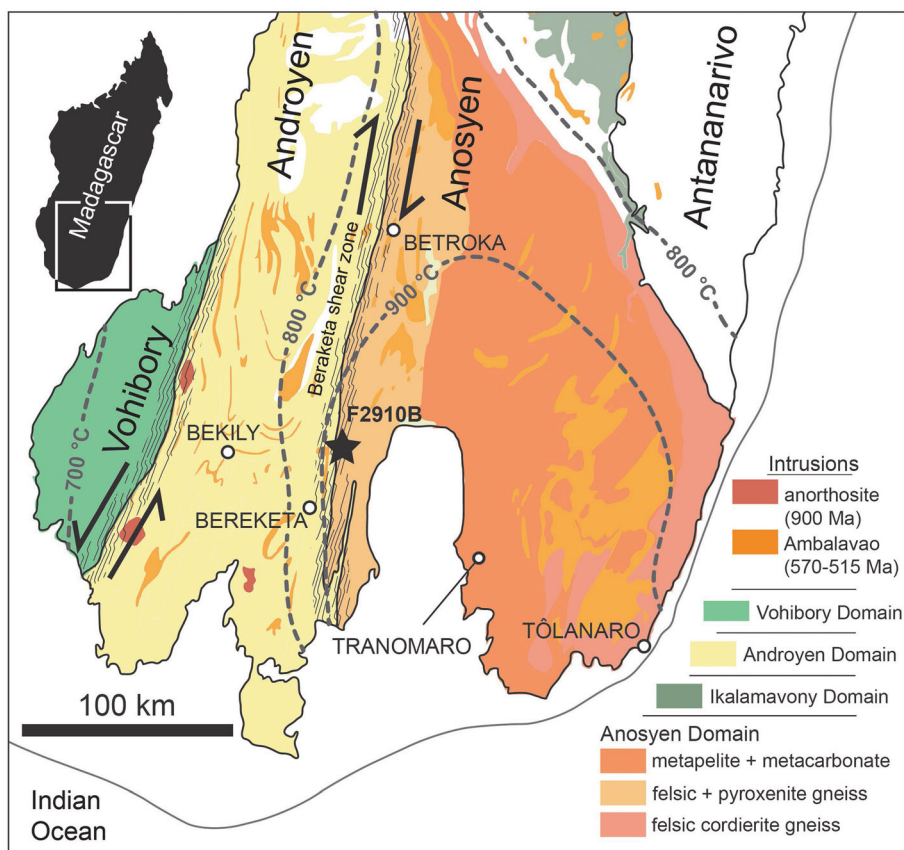 Madagascar
Androyen
Anosyen
Antananarivo
Vohibory
Beraketa shear zone
700 °C
800 °C
900 °C
800 °C
BETROKA
F2910B
BEKILY
BEREKETA
TRANOMARO
TÔLANARO
100 km
Indian
Ocean
Intrusions
anorthosite
(900 Ma)
Ambalavao
(570-515 Ma)
Vohibory Domain
Androyen Domain
Ikalamavony Domain
Anosyen Domain
metapelite + metacarbonate
felsic + pyroxenite gneiss
felsic cordierite gneiss